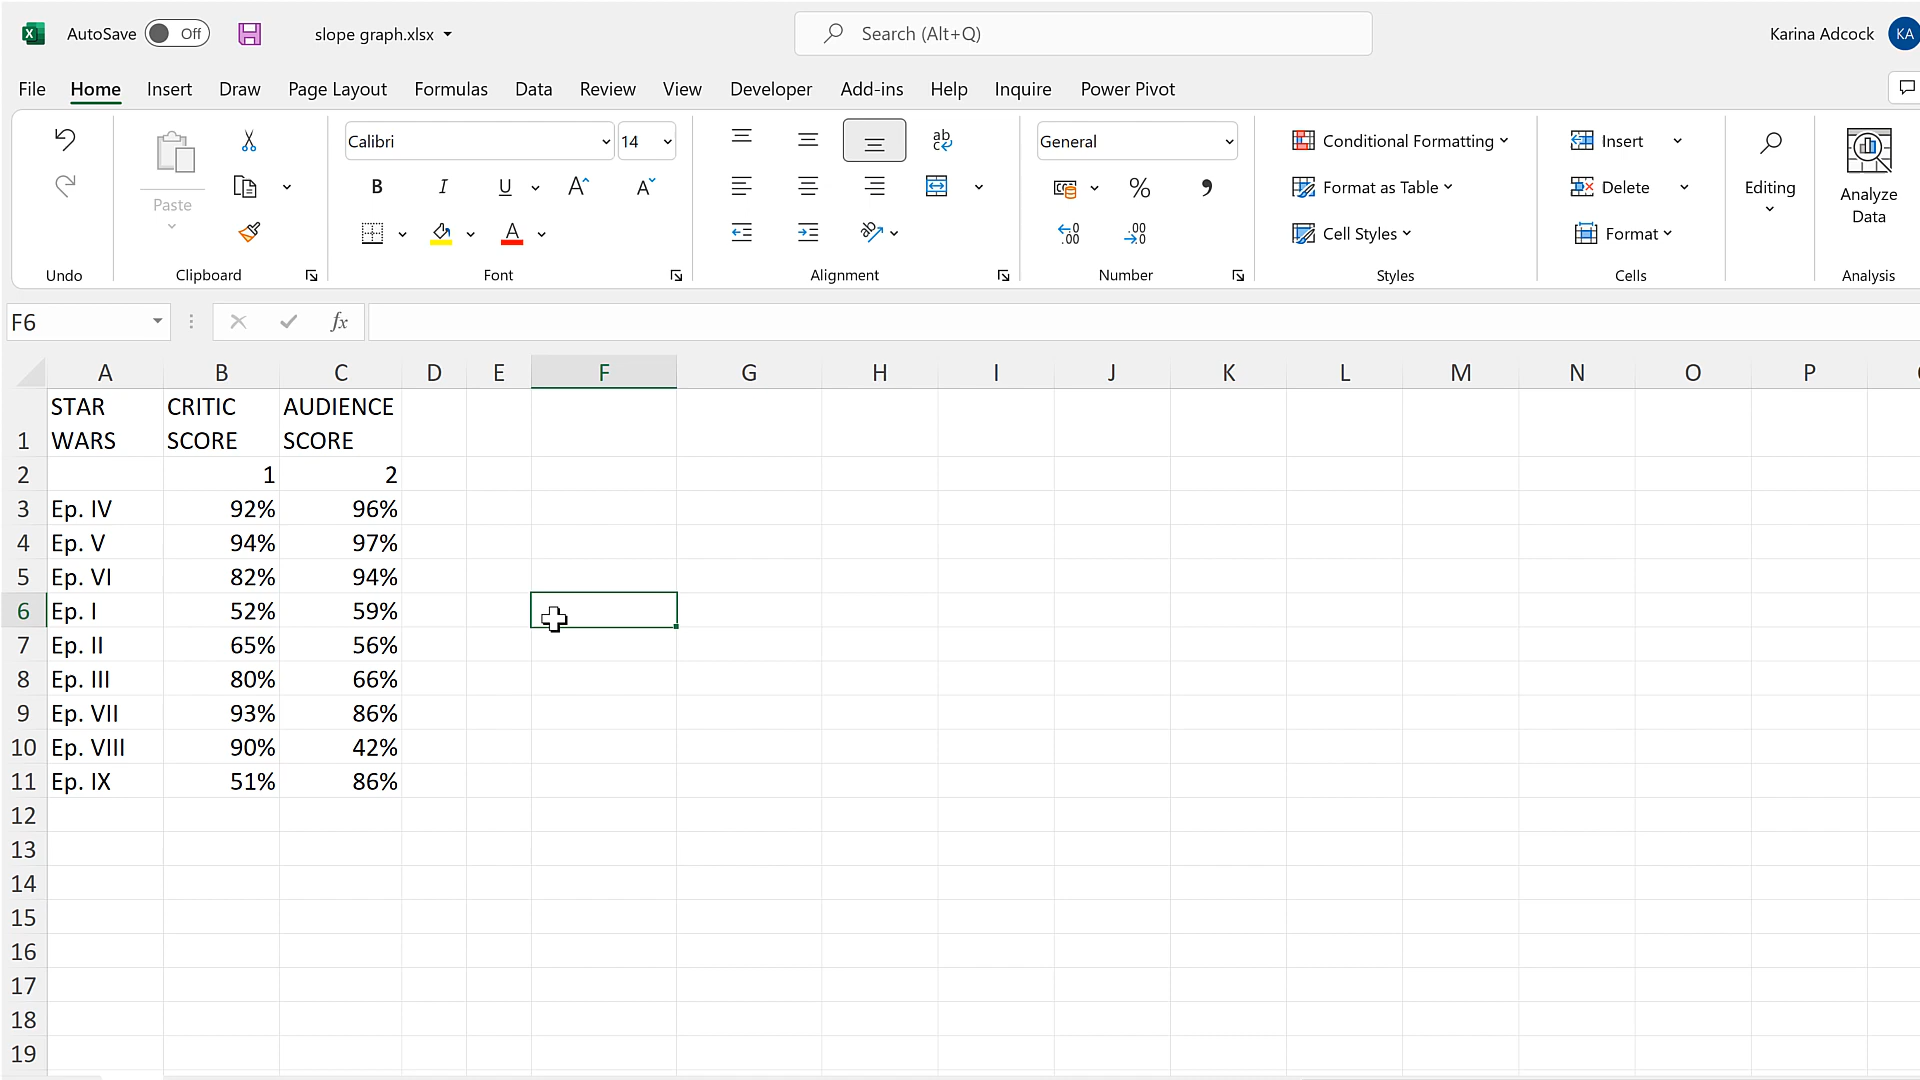 AutoSave Off slope graph.xlsx Search (Alt+Q) Karina Adcock KA
File Home Insert Draw Page Layout Formulas Data Review View Developer Add-ins Help Inquire Power Pivot
Calibri 14 General Conditional Formatting Insert
Paste B I U A A % , Format as Table Delete Editing Analyze Data
A Cell Styles Format
Undo Clipboard Font Alignment Number Styles Cells Analysis
F6 fx
A B C D E F G H I J K L M N O P
STAR CRITIC AUDIENCE
1 WARS SCORE SCORE
2 1 2
3 Ep. IV 92% 96%
4 Ep. V 94% 97%
5 Ep. VI 82% 94%
6 Ep. I 52% 59%
7 Ep. II 65% 56%
8 Ep. III 80% 66%
9 Ep. VII 93% 86%
10 Ep. VIII 90% 42%
11 Ep. IX 51% 86%
12
13
14
15
16
17
18
19